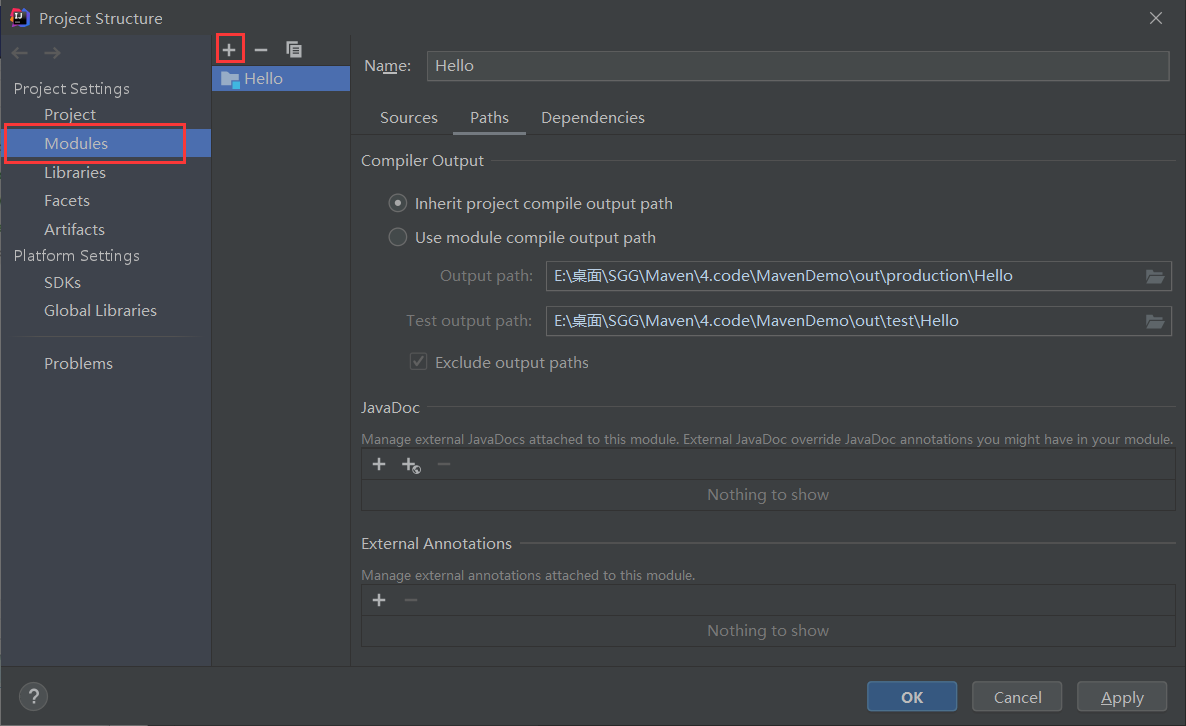 Project Structure
Project Settings
Project
Modules
Libraries
Facets
Artifacts
Platform Settings
SDKs
Global Libraries
Problems
Hello
Name: Hello
Sources Paths Dependencies
Compiler Output
Inherit project compile output path
Use module compile output path
Output path: E:\桌面\SGG\Maven\4.code\MavenDemo\out\production\Hello
Test output path: E:\桌面\SGG\Maven\4.code\MavenDemo\out\test\Hello
Exclude output paths
JavaDoc
Manage external JavaDocs attached to this module. External JavaDoc override JavaDoc annotations you might have in your module.
Nothing to show
External Annotations
Manage external annotations attached to this module.
Nothing to show
? OK Cancel Apply